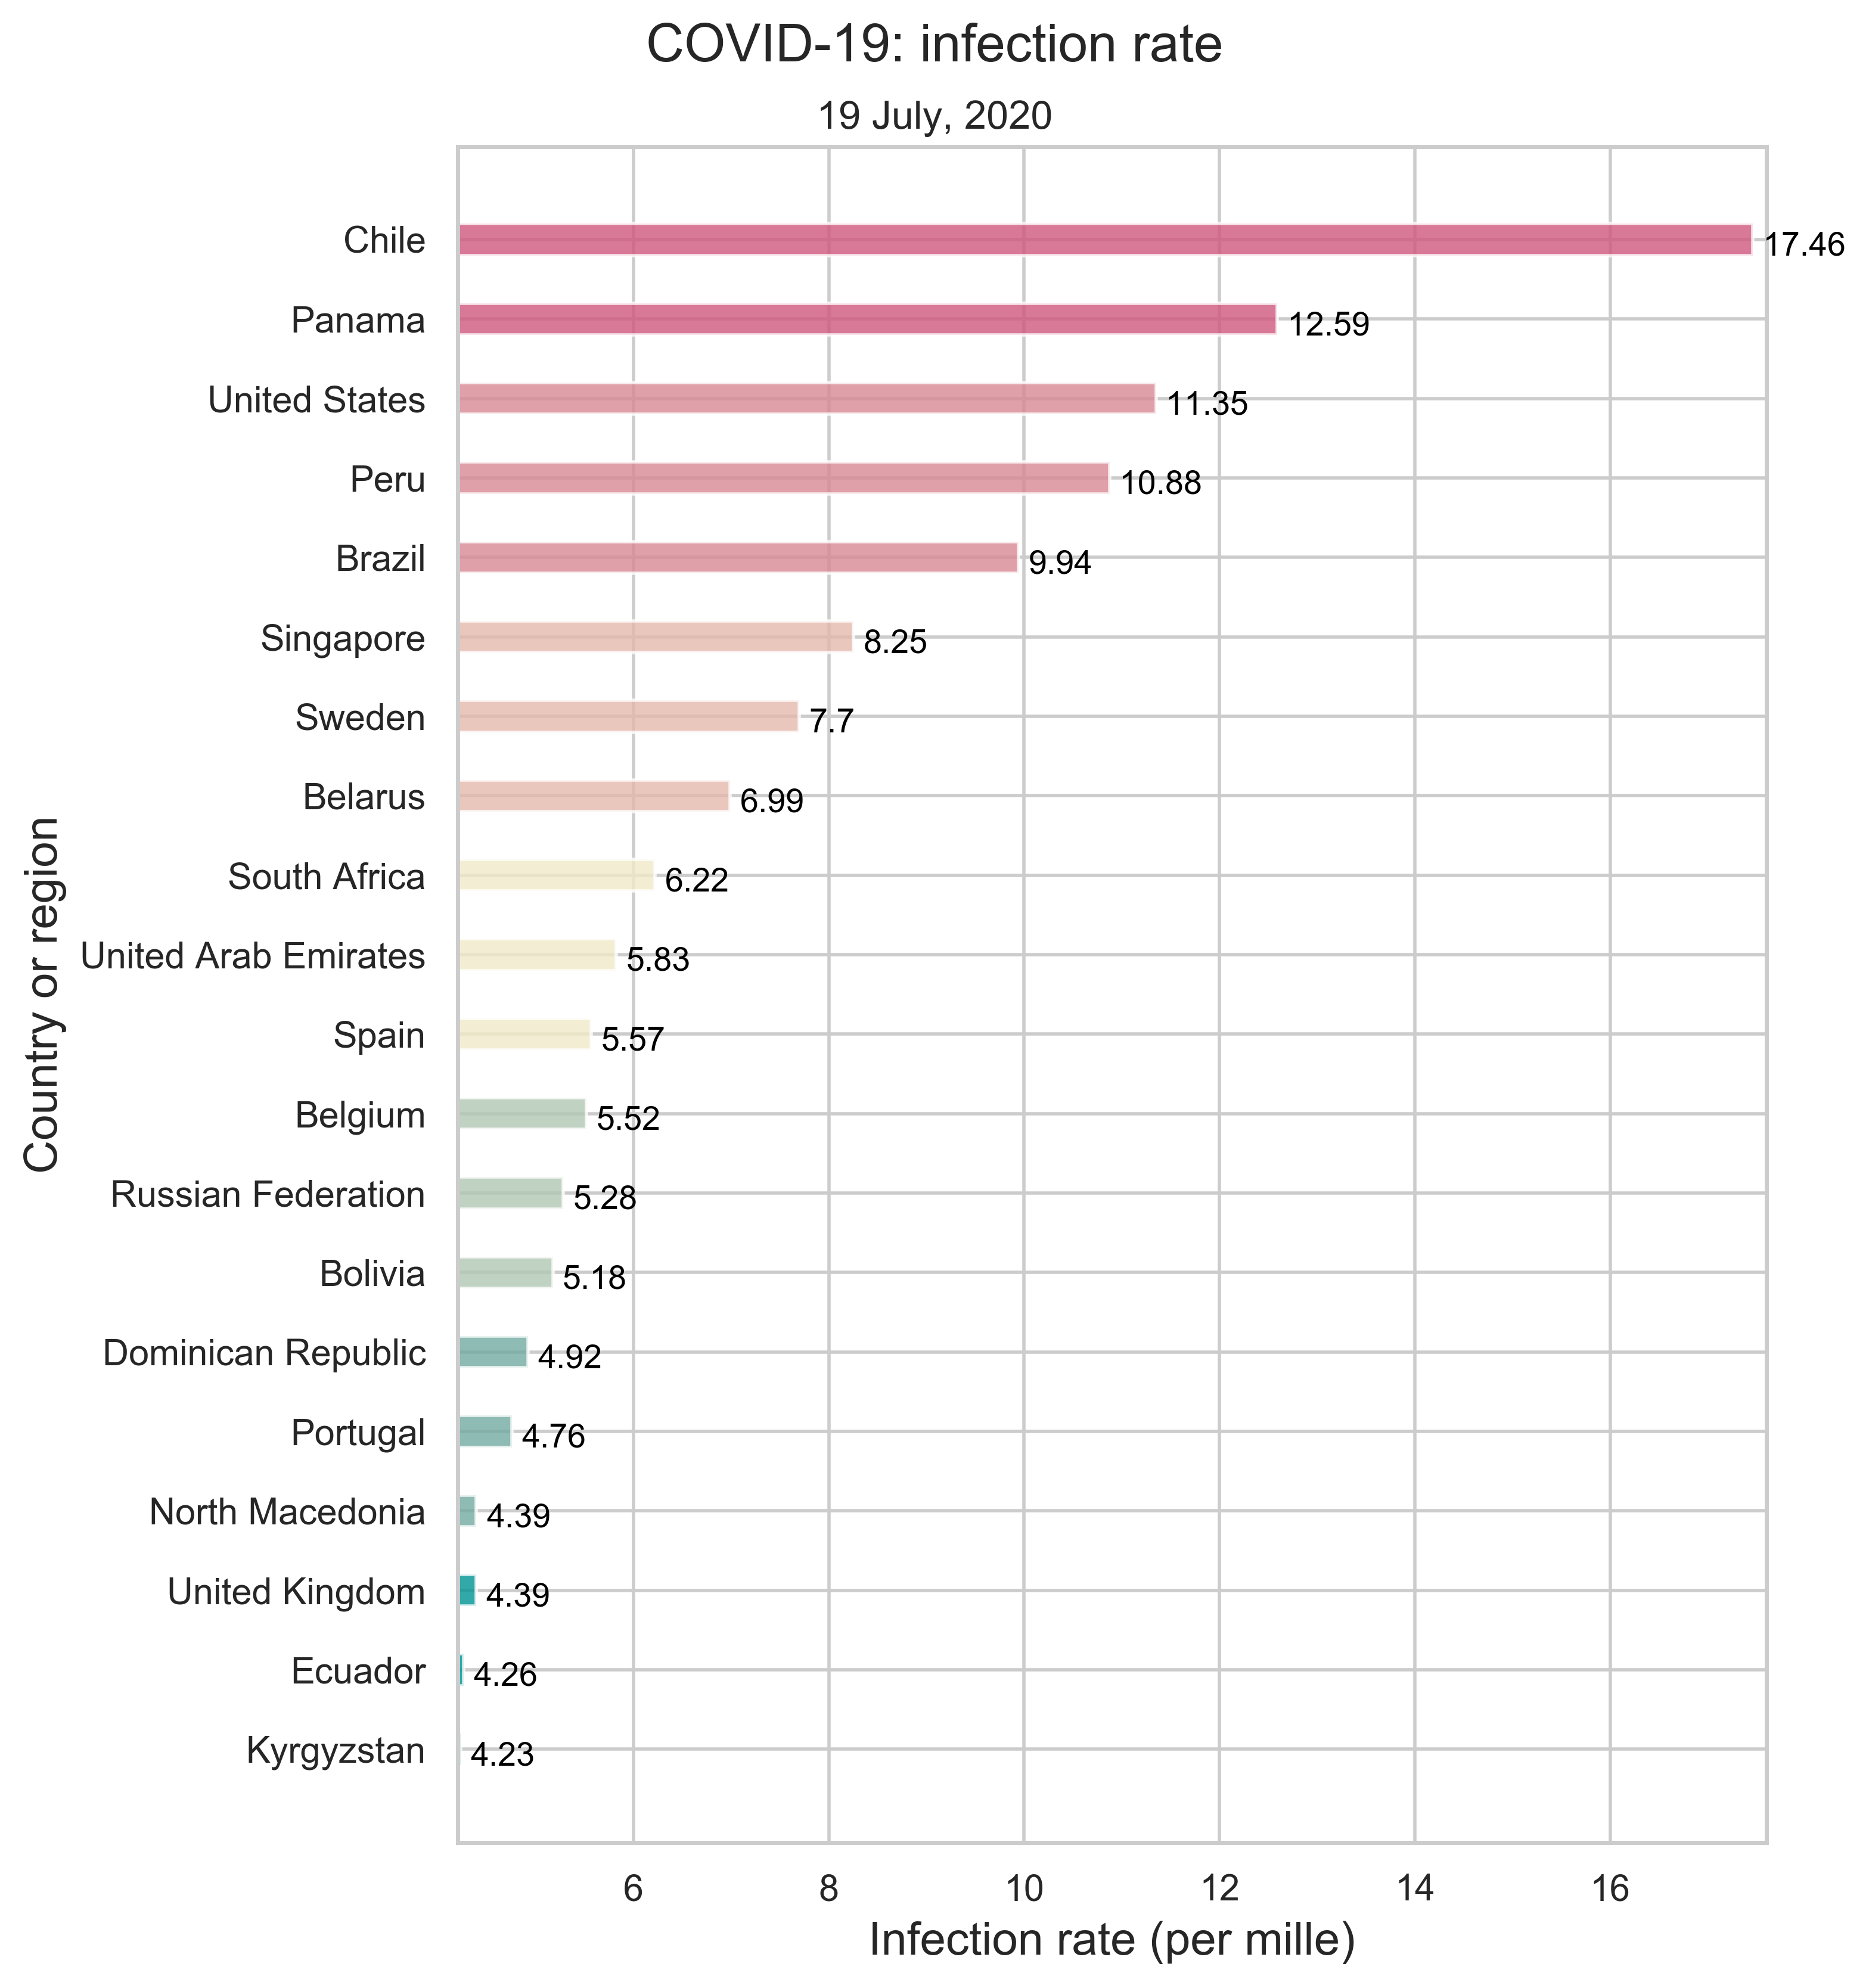 COVID-19: infection rate
19 July, 2020
Chile 17.46
Panama 12.59
United States 11.35
Peru 10.88
Brazil 9.94
Singapore 8.25
Sweden 7.7
Belarus 6.99
South Africa 6.22
United Arab Emirates 5.83
Spain 5.57
Belgium 5.52
Russian Federation 5.28
Bolivia 5.18
Dominican Republic 4.92
Portugal 4.76
North Macedonia 4.39
United Kingdom 4.39
Ecuador 4.26
Kyrgyzstan 4.23
Country or region
6 8 10 12 14 16
Infection rate (per mille)